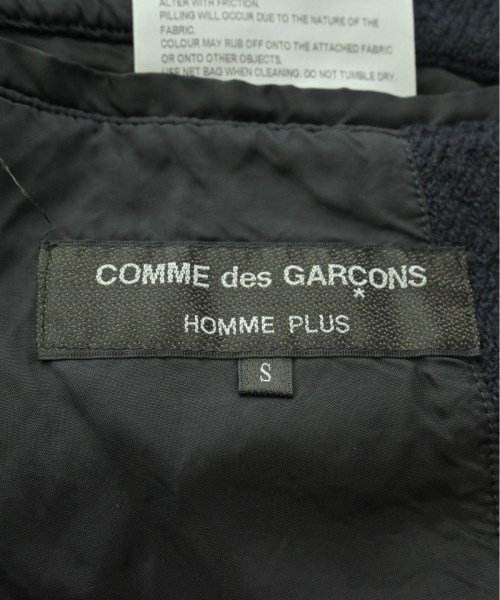 ALTER WITH FRICTION.
PILLING WILL OCCUR DUE TO THE NATURE OF THE
FABRIC.
COLOUR MAY RUB OFF ONTO THE ATTACHED FABRIC
OR ONTO OTHER OBJECTS.
USE NET BAG WHEN CLEANING. DO NOT TUMBLE DRY.
COMME des GARÇONS
HOMME PLUS
S